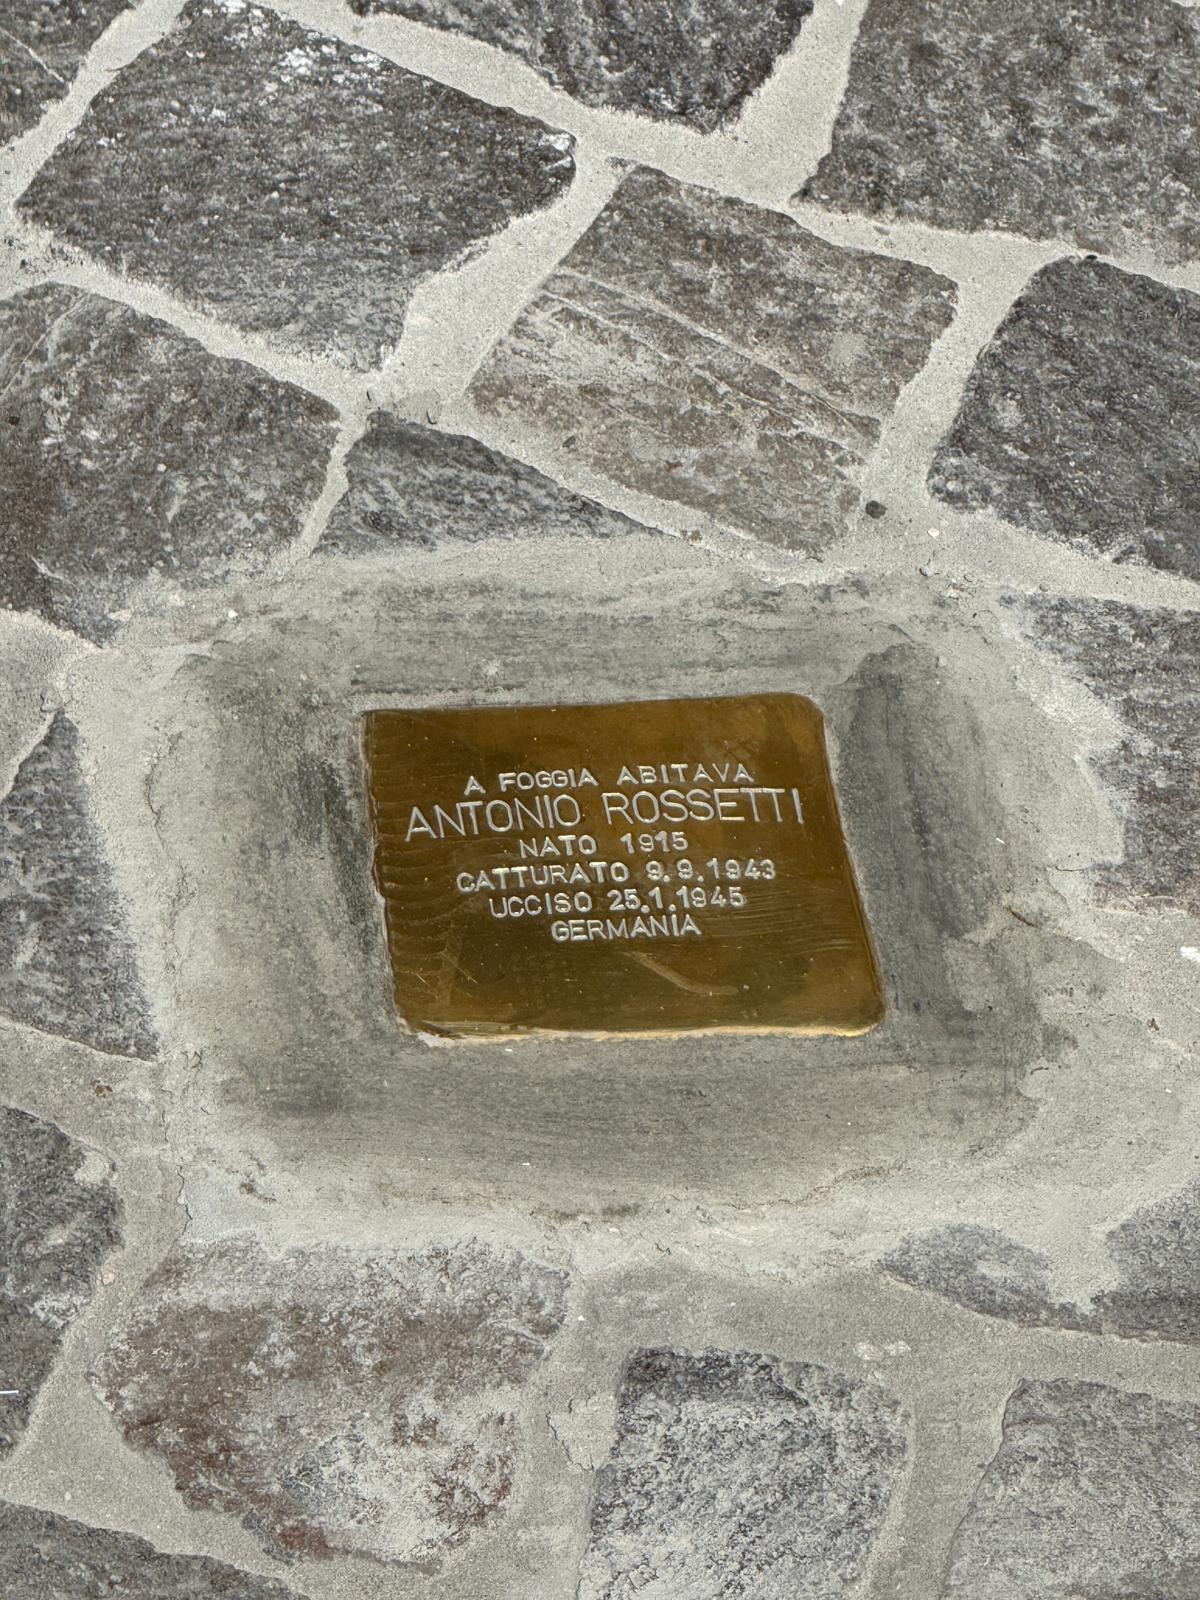 A FOGGIA ABITAVA
ANTONIO ROSSETTI
NATO 1915
CATTURATO 9.9.1943
UCCISO 25.1.1945
GERMANIA